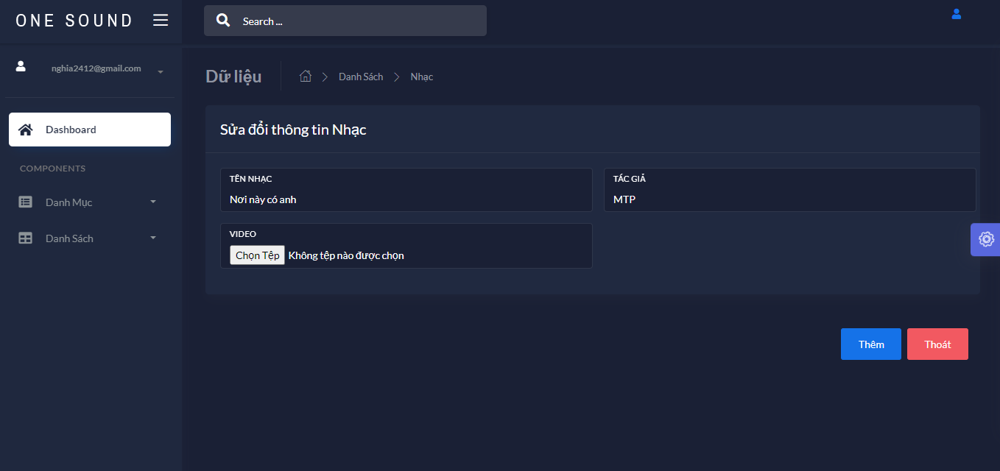 ONE SOUND
Search ...
nghia2412@gmail.com
Dữ liệu
Danh Sách
Nhạc
Dashboard
COMPONENTS
Danh Mục
Danh Sách
Sửa đổi thông tin Nhạc
TÊN NHẠC
Nơi này có anh
TÁC GIẢ
MTP
VIDEO
Chọn Tệp Không tệp nào được chọn
Thêm
Thoát